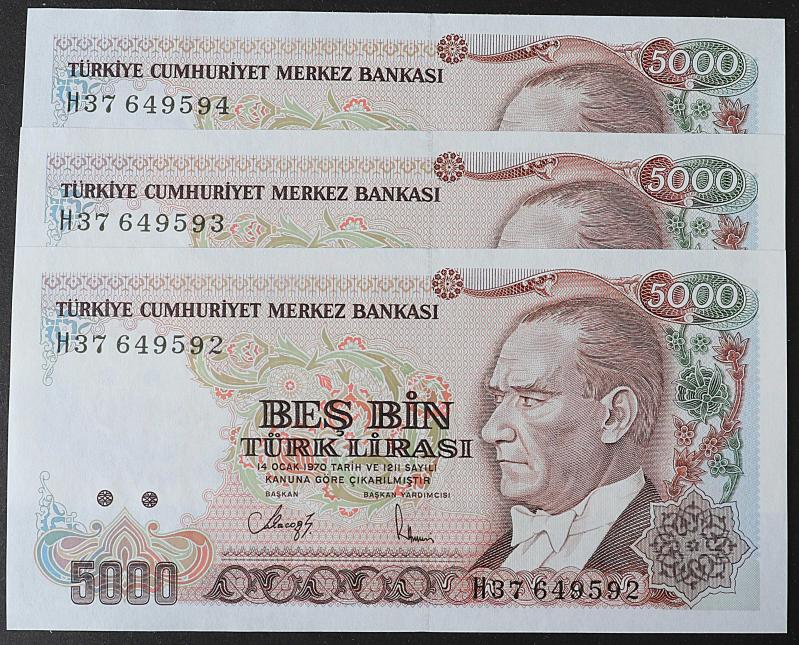 5000
TÜRKİYE CUMHURİYET MERKEZ BANKASI
H37 649594
5000
TÜRKİYE CUMHURİYET MERKEZ BANKASI
H37 649593
5000
TÜRKİYE CUMHURİYET MERKEZ BANKASI
H37 649592
BEŞ BİN
TÜRK LİRASI
14 OCAK 1970 TARİH VE 1211 SAYILI
KANUNA GÖRE ÇIKARILMIŞTIR
BAŞKAN BAŞKAN YARDIMCISI
5000 H37 649592